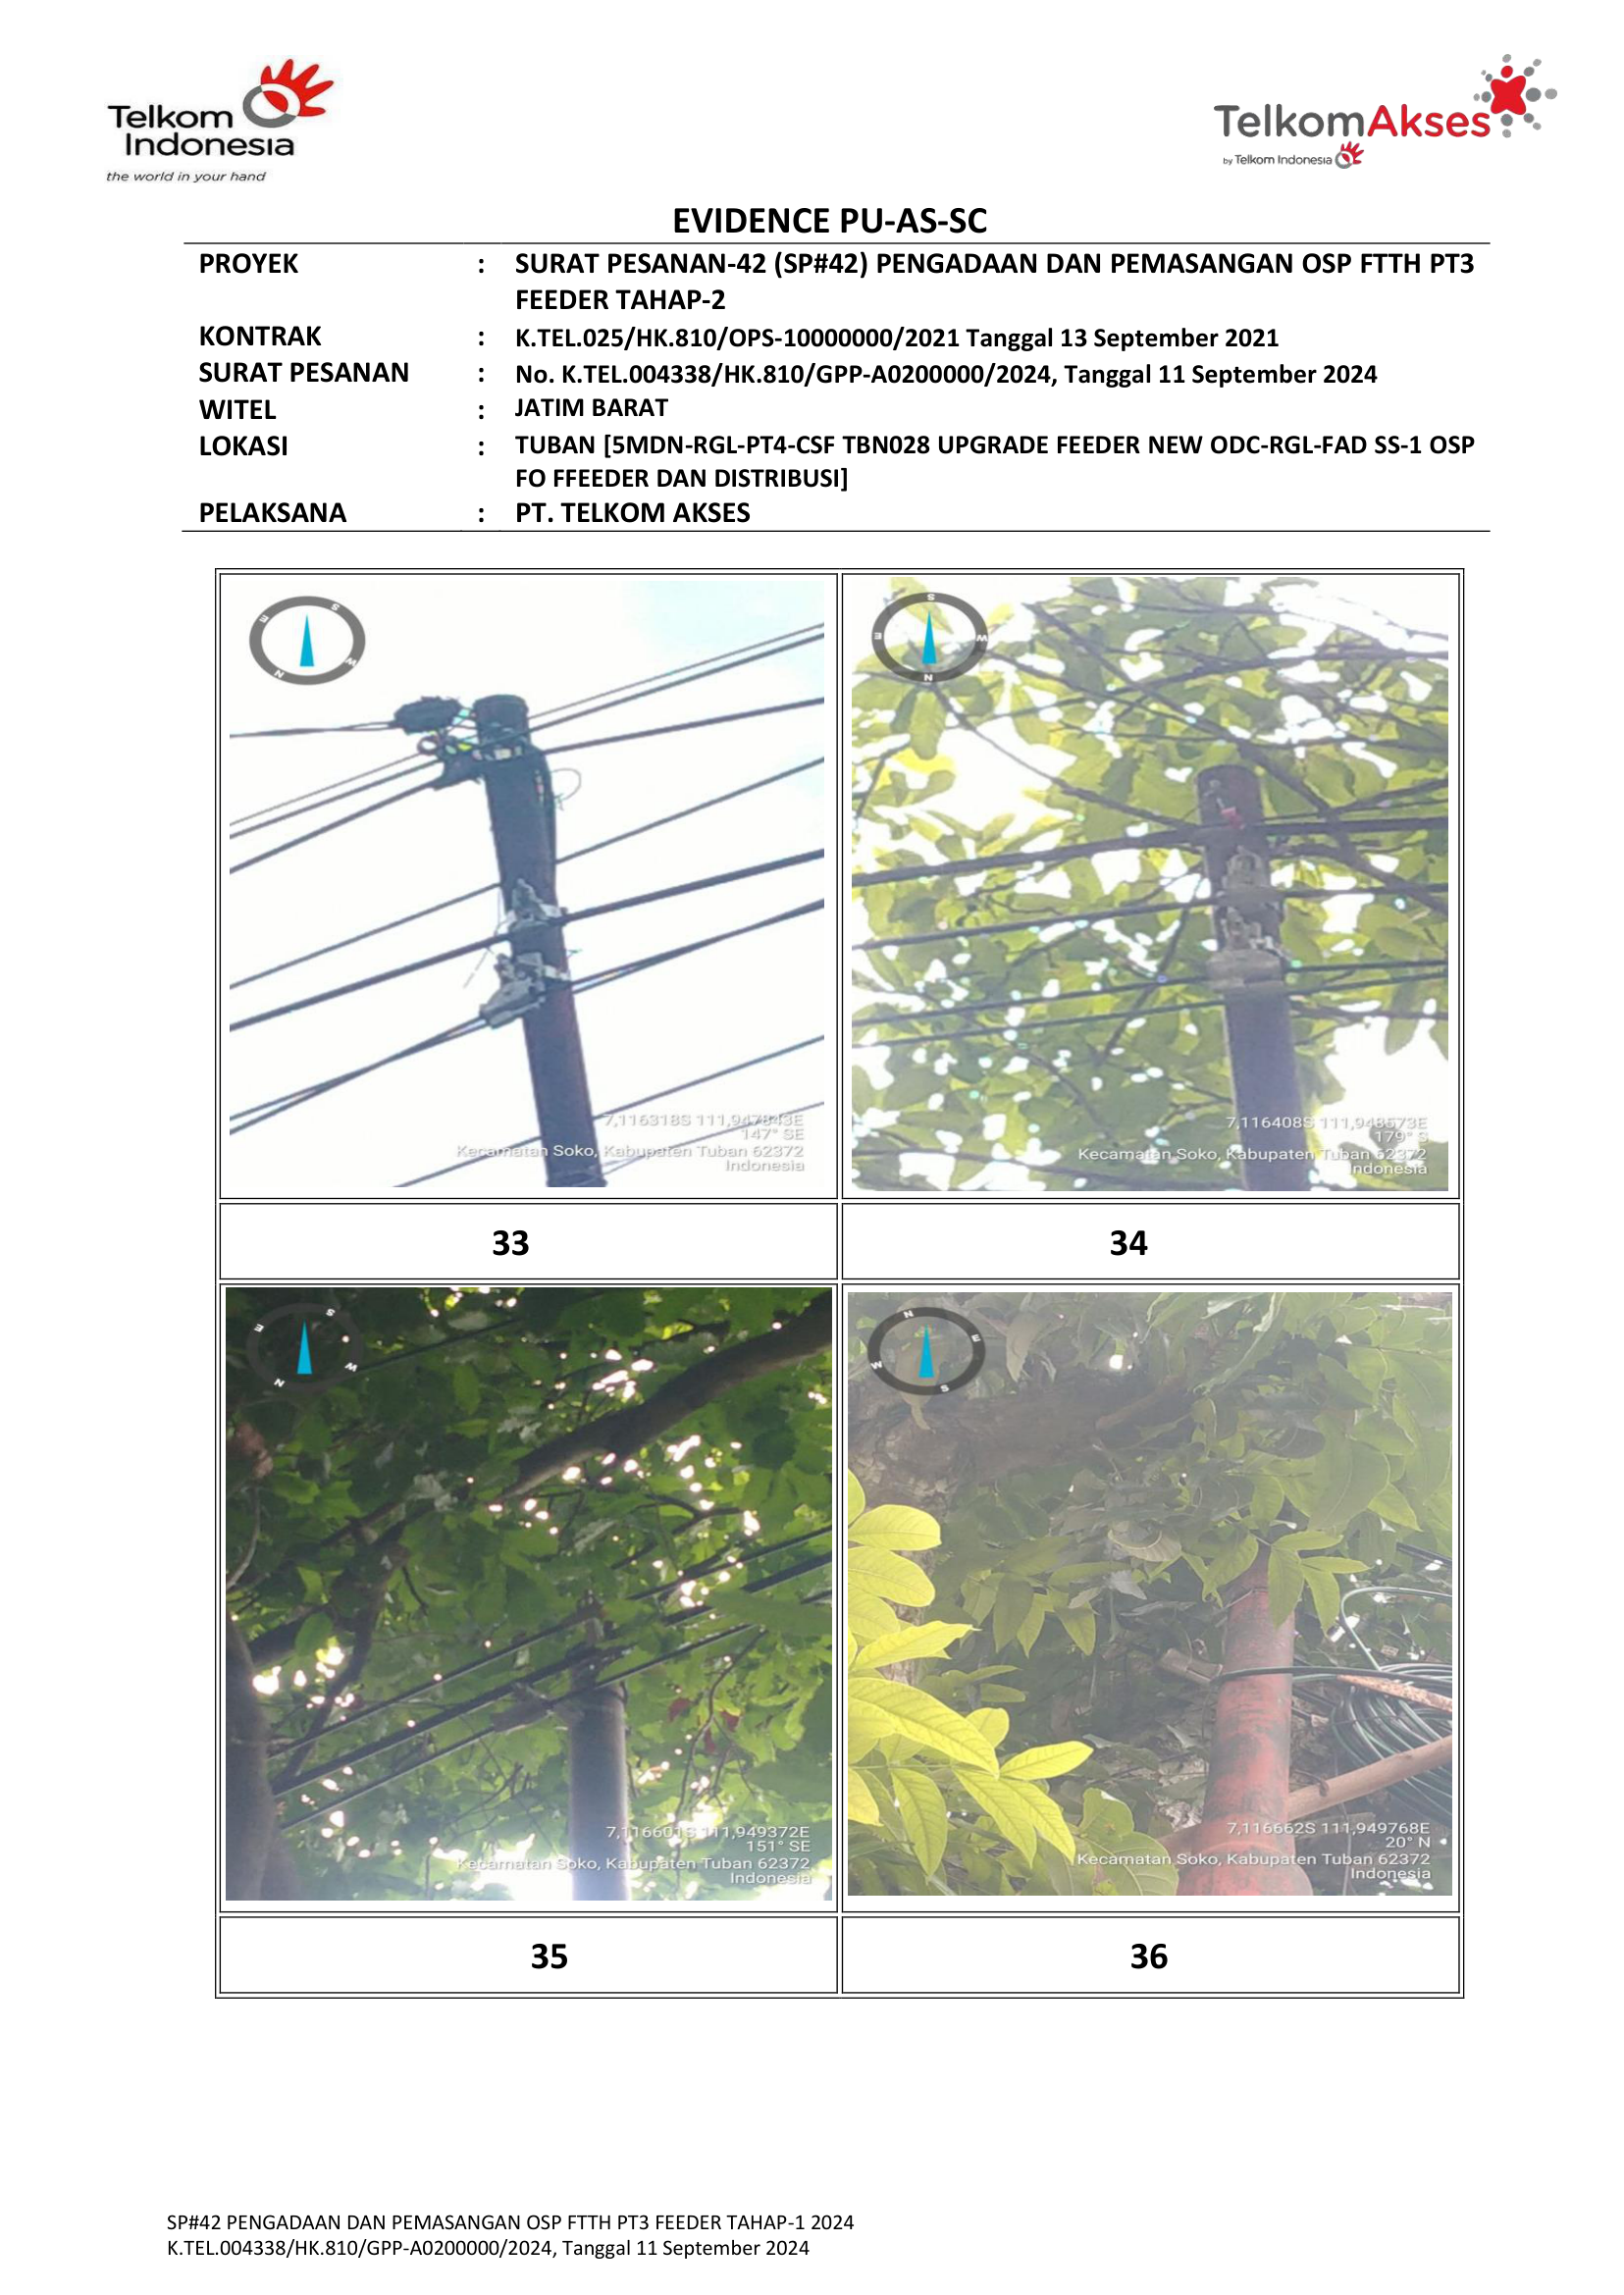 Telkom
Indonesia
the world in your hand
TelkomAkses
by Telkom Indonesia
EVIDENCE PU-AS-SC
PROYEK : SURAT PESANAN-42 (SP#42) PENGADAAN DAN PEMASANGAN OSP FTTH PT3
FEEDER TAHAP-2
KONTRAK : K.TEL.025/HK.810/OPS-10000000/2021 Tanggal 13 September 2021
SURAT PESANAN : No. K.TEL.004338/HK.810/GPP-A0200000/2024, Tanggal 11 September 2024
WITEL : JATIM BARAT
LOKASI : TUBAN [5MDN-RGL-PT4-CSF TBN028 UPGRADE FEEDER NEW ODC-RGL-FAD SS-1 OSP
FO FFEEDER DAN DISTRIBUSI]
PELAKSANA : PT. TELKOM AKSES
S
E
W
N
7,116318S 111,947843E
147° SE
Kecamatan Soko, Kabupaten Tuban 62372
Indonesia
S
E
W
N
7,116408S 111,948573E
179° S
Kecamatan Soko, Kabupaten Tuban 62372
Indonesia
33
34
S
E
W
N
7,116601S 111,949372E
151° SE
Kecamatan Soko, Kabupaten Tuban 62372
Indonesia
N
E
W
S
7,116662S 111,949768E
20° N
Kecamatan Soko, Kabupaten Tuban 62372
Indonesia
35
36
SP#42 PENGADAAN DAN PEMASANGAN OSP FTTH PT3 FEEDER TAHAP-1 2024
K.TEL.004338/HK.810/GPP-A0200000/2024, Tanggal 11 September 2024